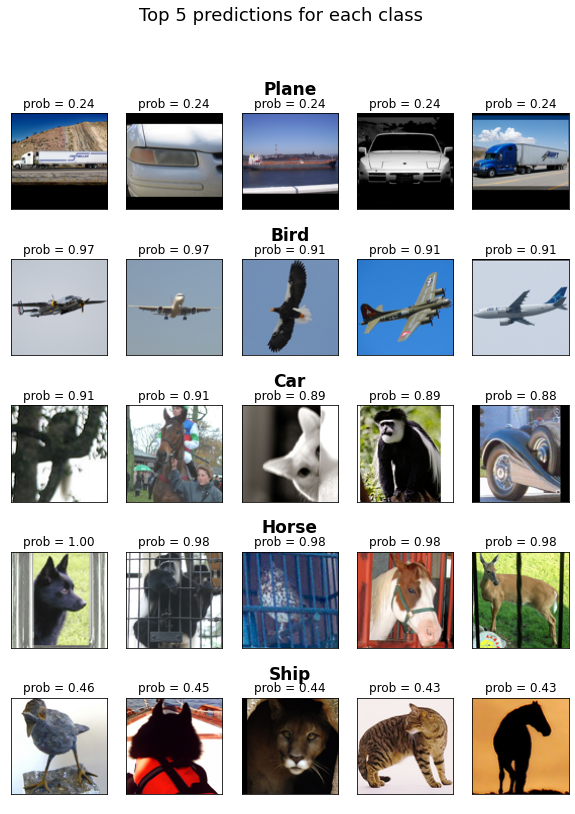 Top 5 predictions for each class
Plane
prob = 0.24 prob = 0.24 prob = 0.24 prob = 0.24 prob = 0.24
Bird
prob = 0.97 prob = 0.97 prob = 0.91 prob = 0.91 prob = 0.91
Car
prob = 0.91 prob = 0.91 prob = 0.89 prob = 0.89 prob = 0.88
Horse
prob = 1.00 prob = 0.98 prob = 0.98 prob = 0.98 prob = 0.98
Ship
prob = 0.46 prob = 0.45 prob = 0.44 prob = 0.43 prob = 0.43